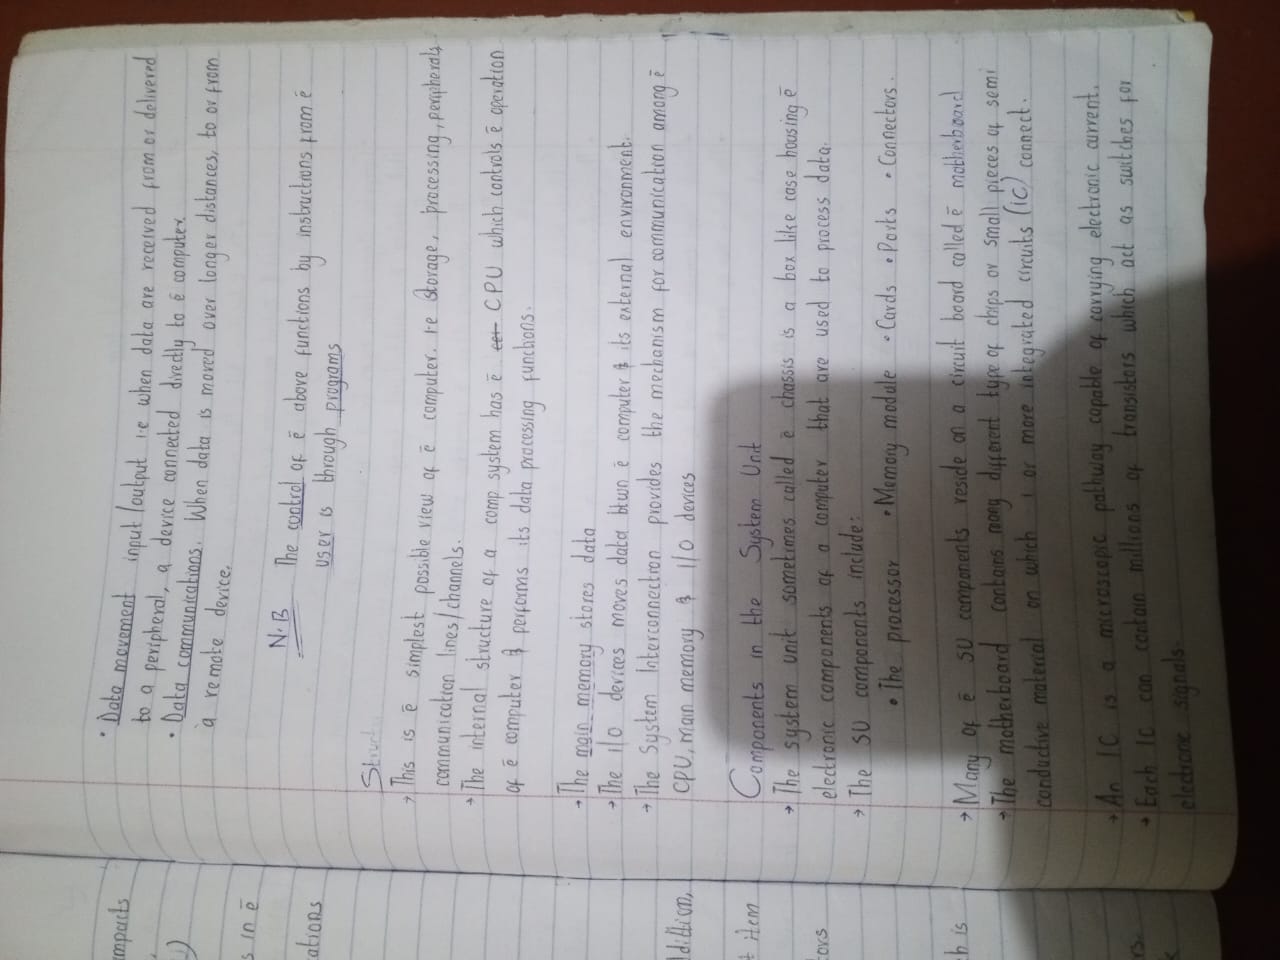 impacts
s in ē
ations
ddition,
t item
tors
ch is
rs.
k
• Data movement input/output i.e when data are received from or delivered
to a peripheral, a device connected directly to ē computer.
• Data communications. When data is moved over longer distances, to or from
a remote device.
N.B The control of ē above functions by instructions from ē
user is through programs
Struct
→ This is ē simplest possible view of ē computer. i-e Storage, processing, peripherals
communication lines/channels.
→ The internal structure of a comp system has ē CPU which controls ē operation
of ē computer & performs its data processing functions.
→ The main memory stores data
→ The I/O devices moves data btwn ē computer & its external environment.
→ The System Interconnection provides the mechanism for communication among ē
CPU, main memory & I/O devices
Components in the System Unit
→ The system unit sometimes called ē chassis is a box like case housing ē
electronic components of a computer that are used to process data.
→ The SU components include:
• The processor • Memory module • Cards • Ports • Connectors.
→ Many of ē SU components reside on a circuit board called ē motherboard
→ The motherboard contains many different type of chips or small pieces of semi
conductive material on which 1 or more integrated circuits (IC) connect.
→ An IC is a microscopic pathway capable of carrying electronic current.
→ Each IC can contain millions of transistors which act as switches for
electronic signals.